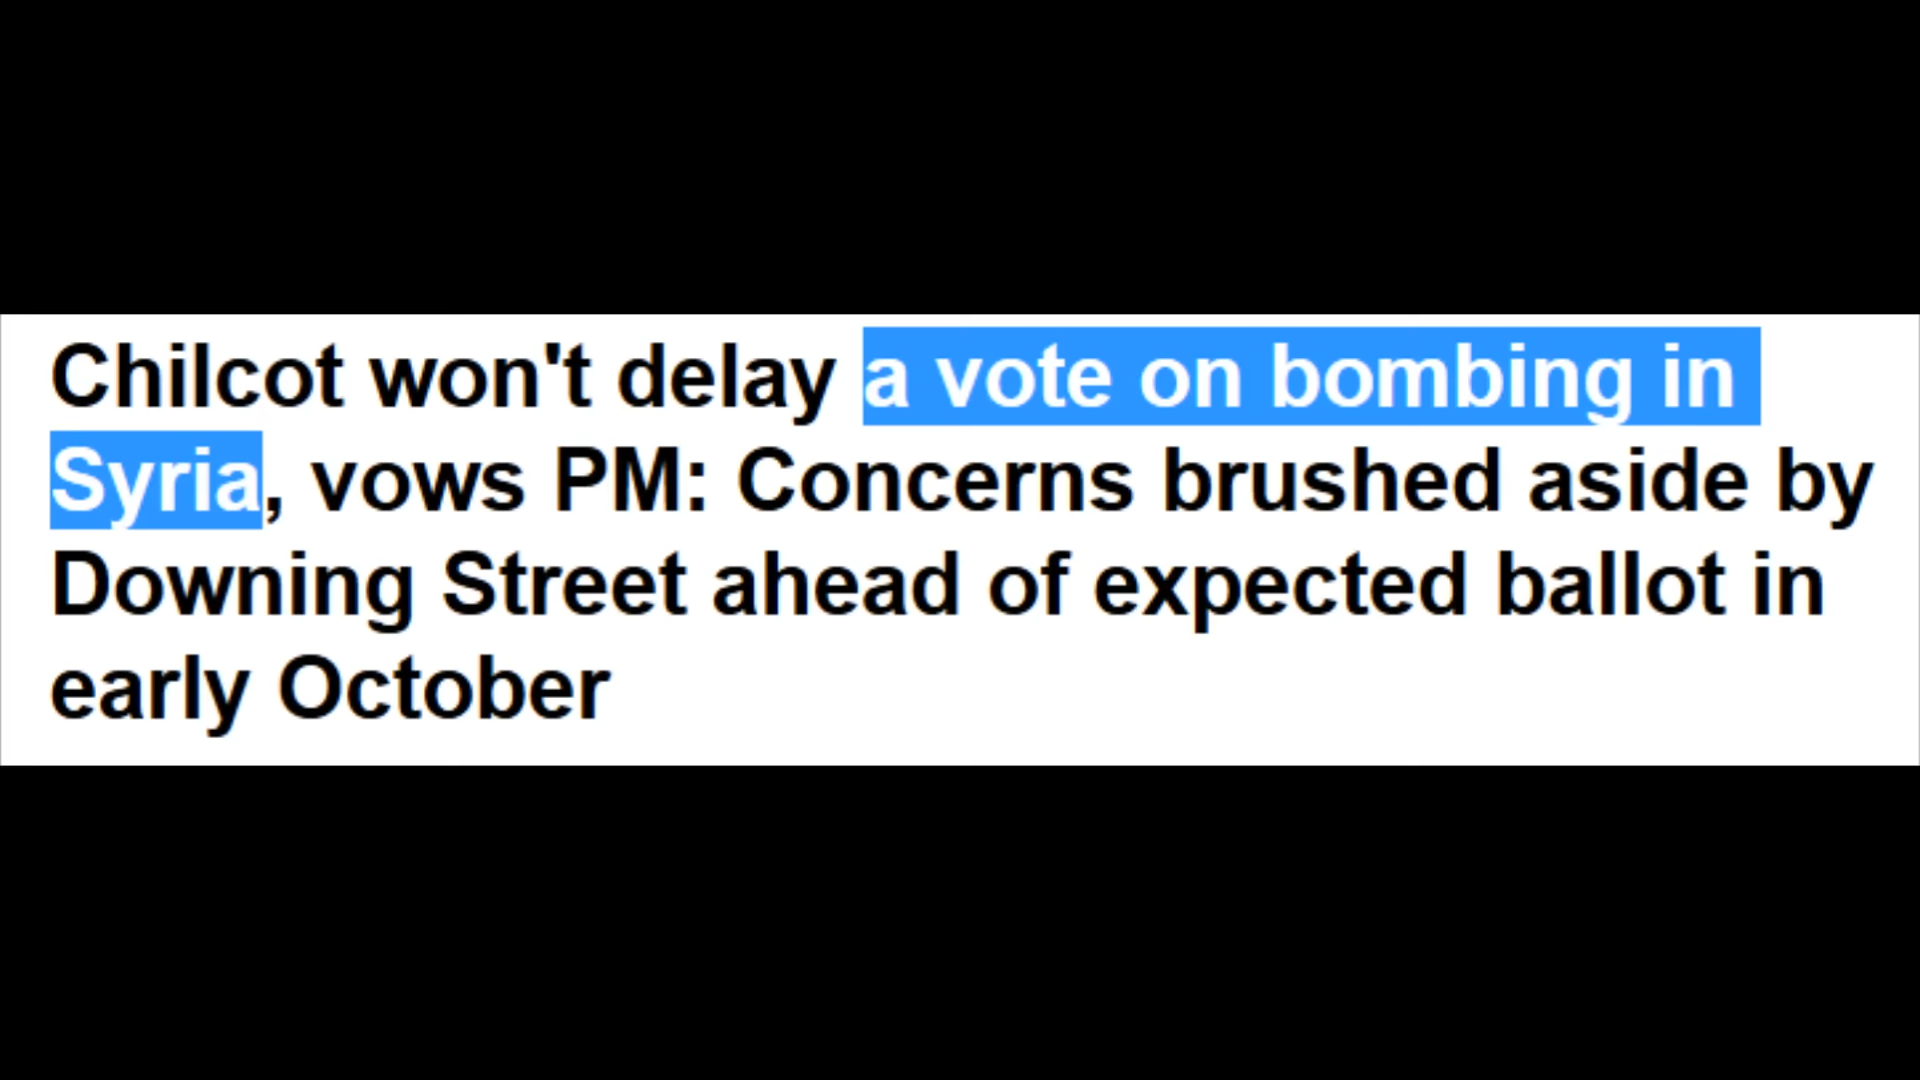 Chilcot won't delay a vote on bombing in
Syria, vows PM: Concerns brushed aside by
Downing Street ahead of expected ballot in
early October